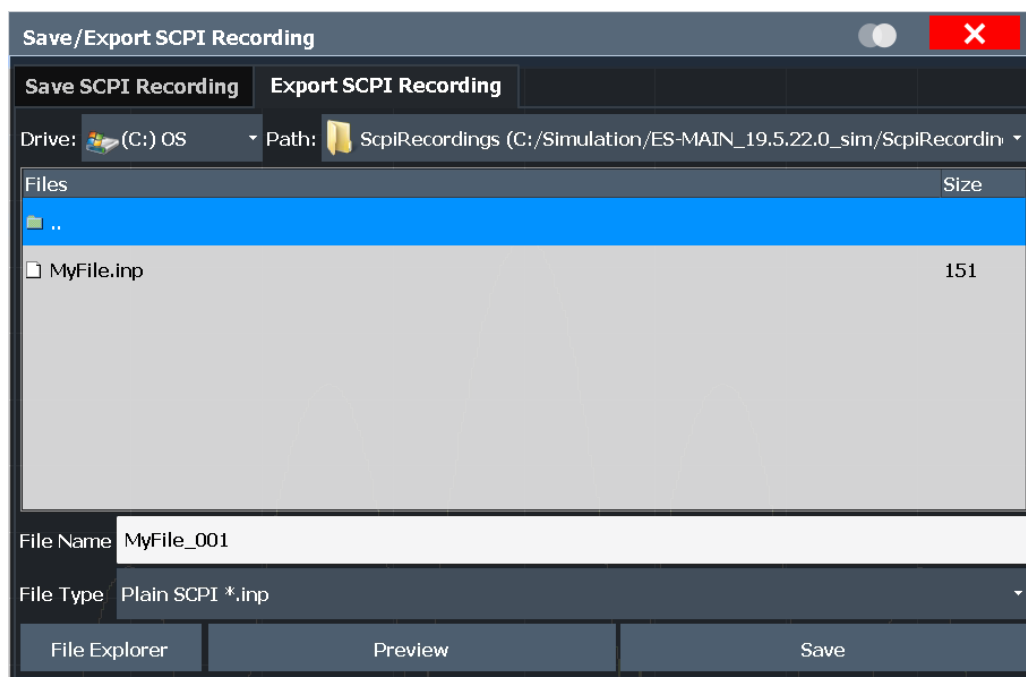 Save/Export SCPI Recording
Save SCPI Recording Export SCPI Recording
Drive: (C:) OS Path: ScpiRecordings (C:/Simulation/ES-MAIN_19.5.22.0_sim/ScpiRecordin
Files Size
..
MyFile.inp 151
File Name MyFile_001
File Type Plain SCPI *.inp
File Explorer Preview Save